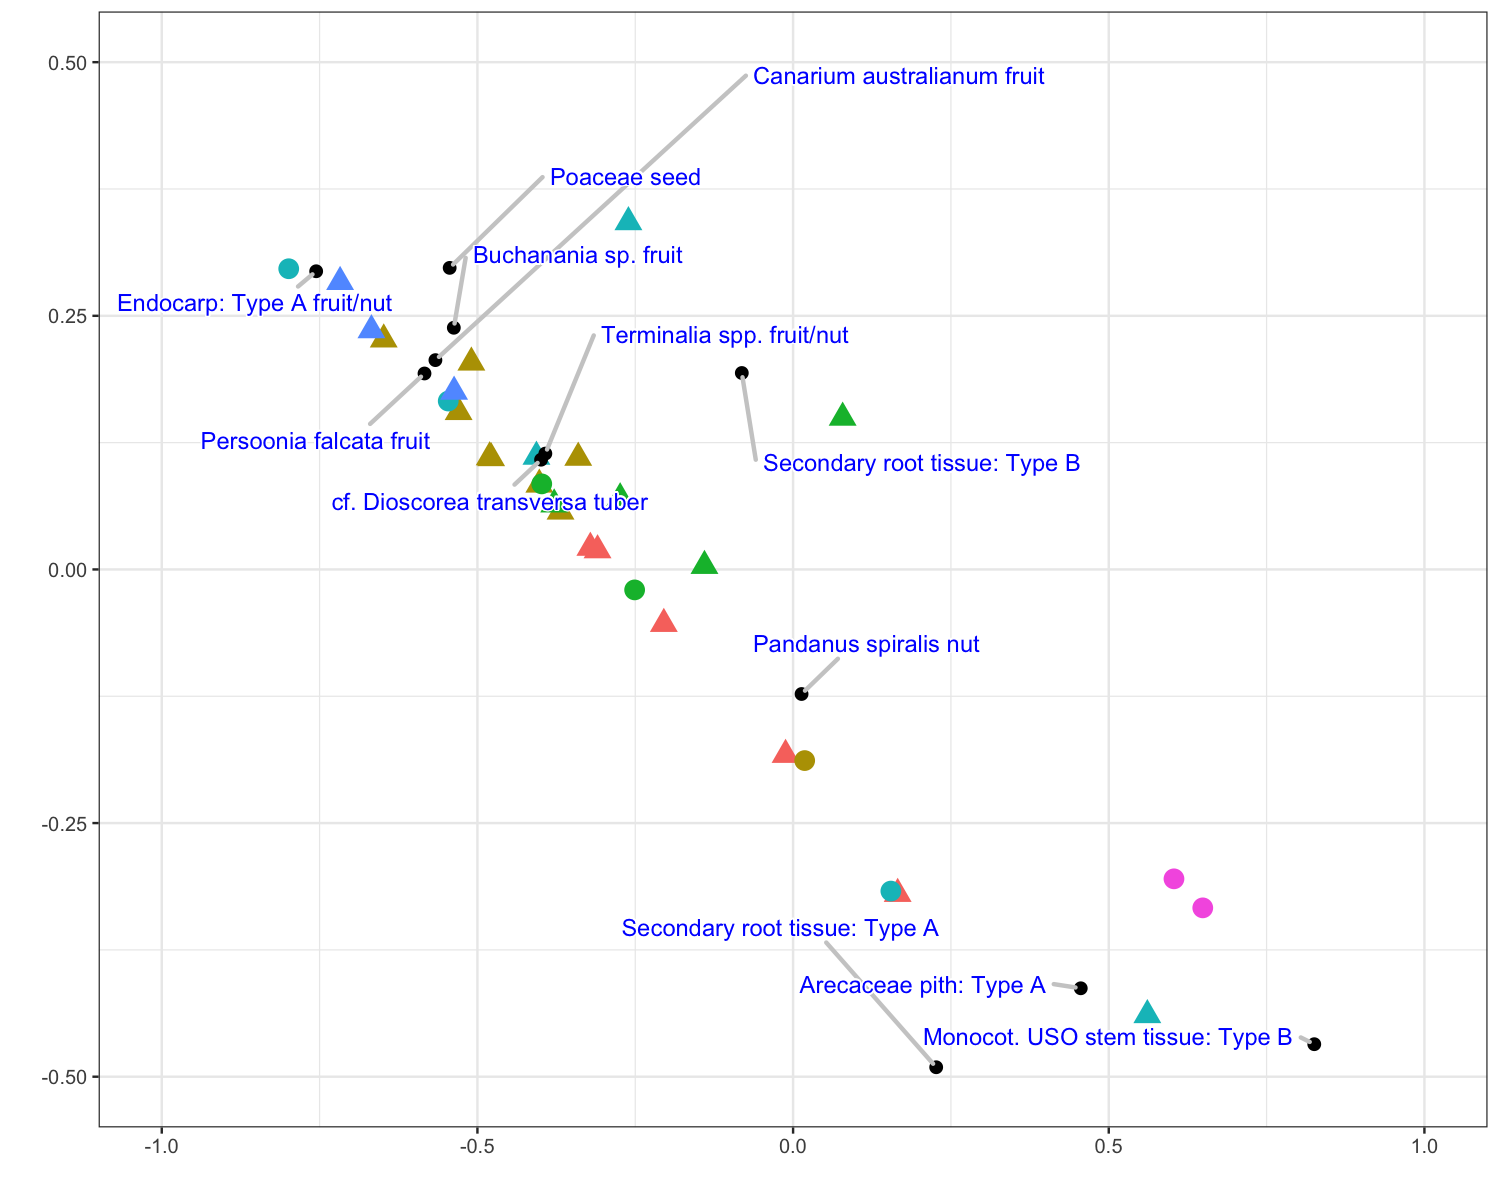 0.50
0.25
0.00
-0.25
-0.50
Canarium australianum fruit
Poaceae seed
Buchanania sp. fruit
Endocarp: Type A fruit/nut
Terminalia spp. fruit/nut
Persoonia falcata fruit
Secondary root tissue: Type B
cf. Dioscorea transversa tuber
Pandanus spiralis nut
Secondary root tissue: Type A
Arecaceae pith: Type A
Monocot. USO stem tissue: Type B
-1.0
-0.5
0.0
0.5
1.0